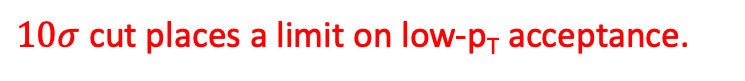 10σ cut places a limit on low-pT acceptance.